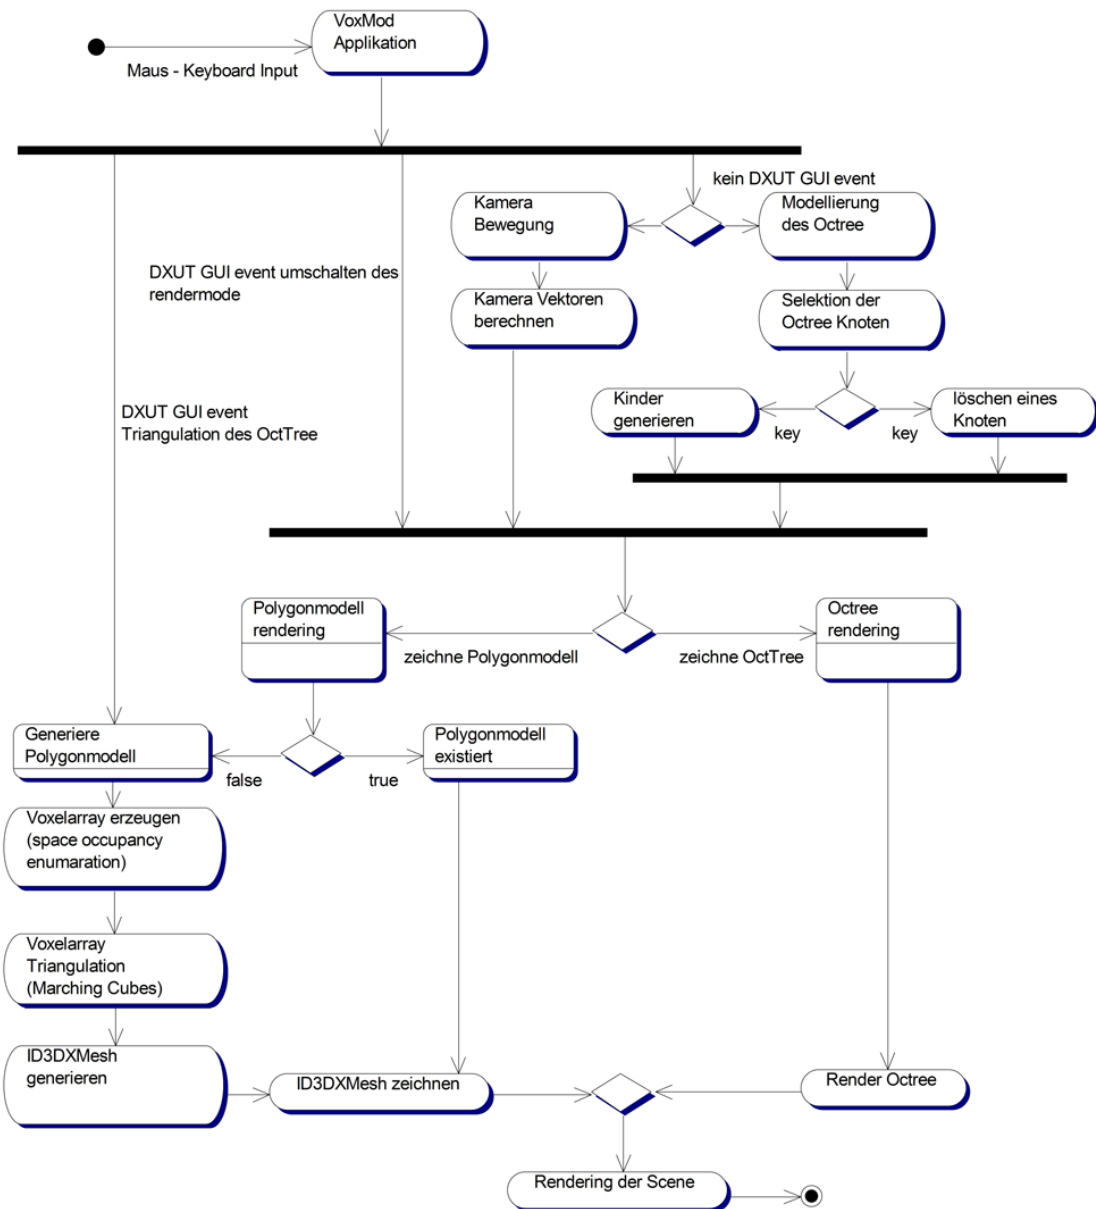 VoxMod
Applikation
Maus - Keyboard Input
kein DXUT GUI event
Kamera
Bewegung
Modellierung
des Octree
DXUT GUI event umschalten des
rendermode
Kamera Vektoren
berechnen
Selektion der
Octree Knoten
DXUT GUI event
Triangulation des OctTree
Kinder
generieren
key
key
löschen eines
Knoten
Polygonmodell
rendering
zeichne Polygonmodell
zeichne OctTree
Octree
rendering
Generiere
Polygonmodell
false
true
Polygonmodell
existiert
Voxelarray erzeugen
(space occupancy
enumaration)
Voxelarray
Triangulation
(Marching Cubes)
ID3DXMesh
generieren
ID3DXMesh zeichnen
Render Octree
Rendering der Scene